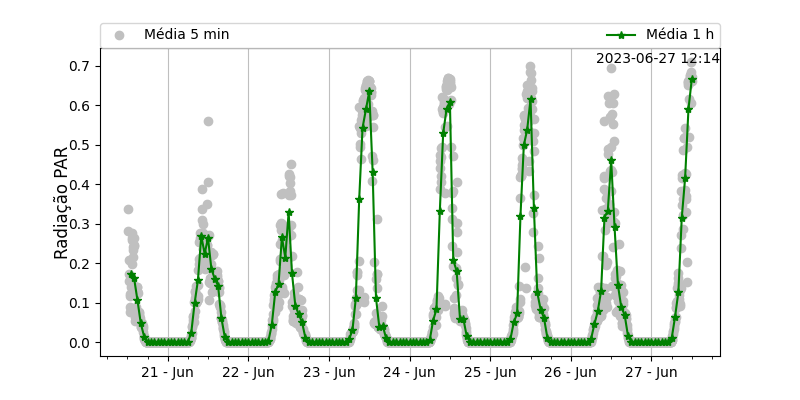 Média 5 min
Média 1 h
2023-06-27 12:14
Radiação PAR
0.7
0.6
0.5
0.4
0.3
0.2
0.1
0.0
21 - Jun
22 - Jun
23 - Jun
24 - Jun
25 - Jun
26 - Jun
27 - Jun